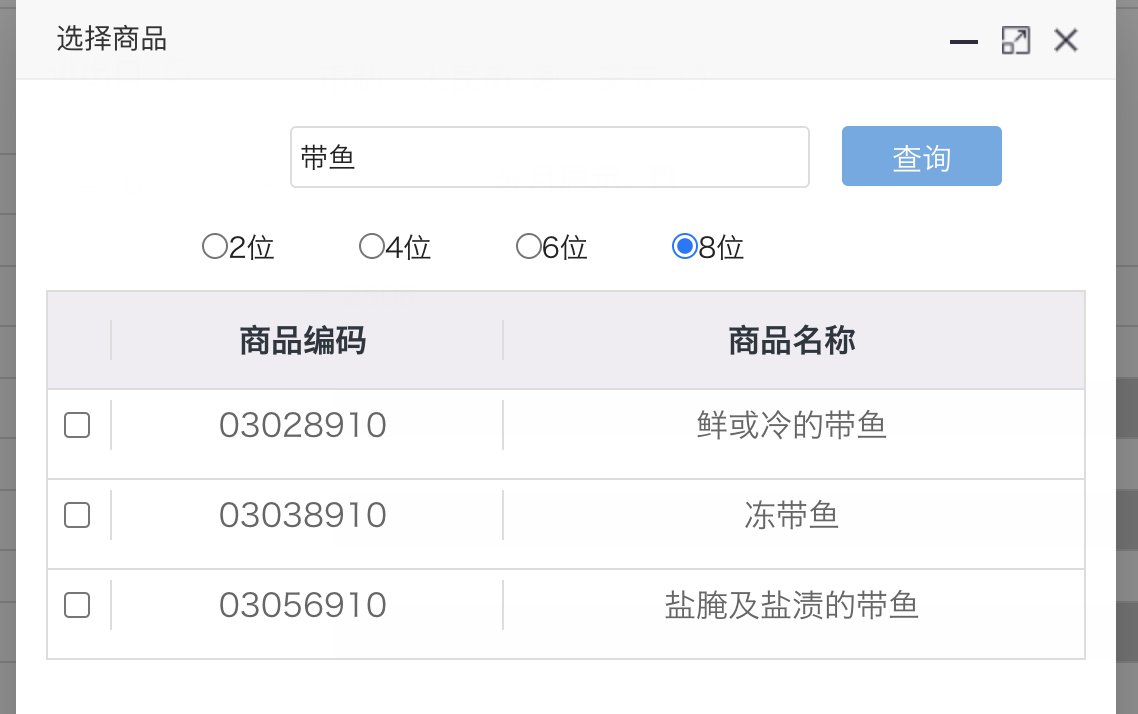 选择商品
带鱼 查询
2位 4位 6位 8位
商品编码 商品名称
03028910 鲜或冷的带鱼
03038910 冻带鱼
03056910 盐腌及盐渍的带鱼